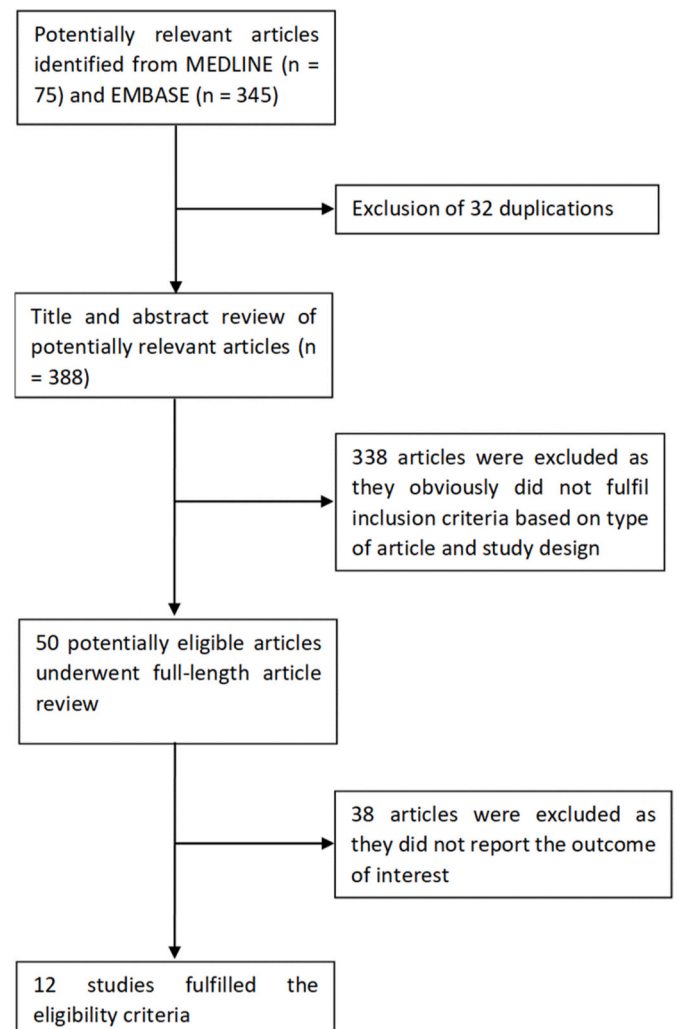 Potentially relevant articles
identified from MEDLINE (n =
75) and EMBASE (n = 345)
Exclusion of 32 duplications
Title and abstract review of
potentially relevant articles (n
= 388)
338 articles were excluded as
they obviously did not fulfil
inclusion criteria based on type
of article and study design
50 potentially eligible articles
underwent full-length article
review
38 articles were excluded as
they did not report the outcome
of interest
12 studies fulfilled the
eligibility criteria